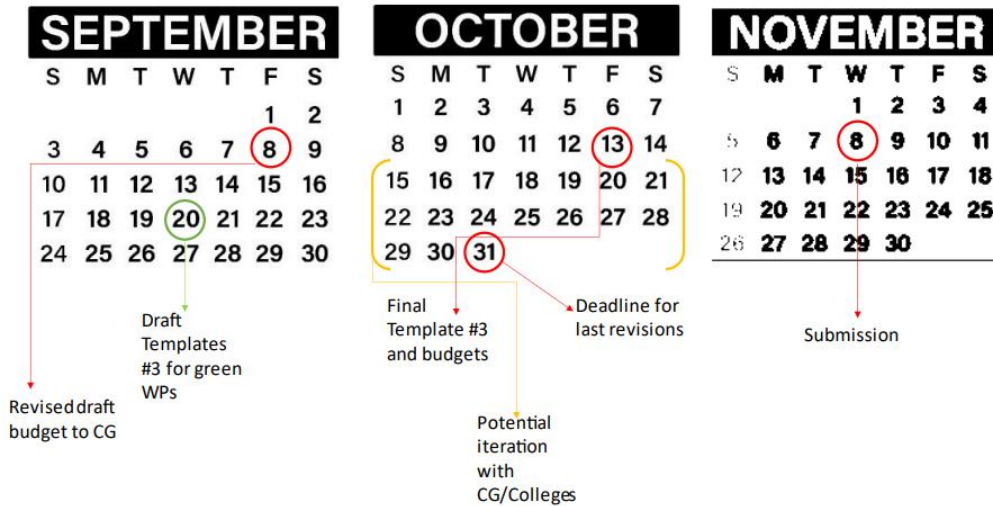 SEPTEMBER
S M T W T F S
1 2
3 4 5 6 7 8 9
10 11 12 13 14 15 16
17 18 19 20 21 22 23
24 25 26 27 28 29 30
Draft
Templates
#3 for green
WPs
Revised draft
budget to CG
OCTOBER
S M T W T F S
1 2 3 4 5 6 7
8 9 10 11 12 13 14
15 16 17 18 19 20 21
22 23 24 25 26 27 28
29 30 31
Final
Template #3
and budgets
Deadline for
last revisions
Potential
iteration
with
CG/Colleges
NOVEMBER
S M T W T F S
1 2 3 4
5 6 7 8 9 10 11
12 13 14 15 16 17 18
19 20 21 22 23 24 25
26 27 28 29 30
Submission